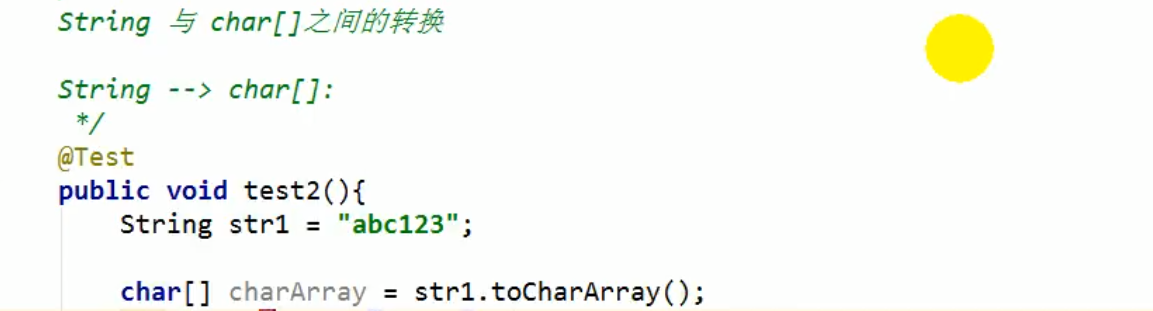 String 与 char[]之间的转换
String --> char[]:
*/
@Test
public void test2(){
String str1 = "abc123";
char[] charArray = str1.toCharArray();